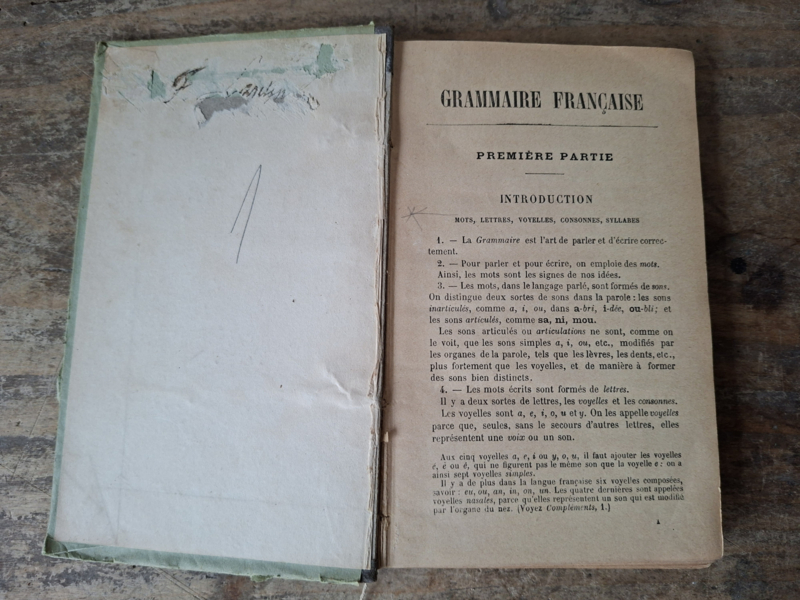 1
GRAMMAIRE FRANÇAISE
PREMIÈRE PARTIE
INTRODUCTION
MOTS, LETTRES, VOYELLES, CONSONNES, SYLLABES
1. — La Grammaire est l'art de parler et d'écrire correc-
tement.
2. — Pour parler et pour écrire, on emploie des mots.
Ainsi, les mots sont les signes de nos idées.
3. — Les mots, dans le langage parlé, sont formés de sons.
On distingue deux sortes de sons dans la parole : les sons
inarticulés, comme a, i, ou, dans a-bri, i-dée, ou-bli; et
les sons articulés, comme sa, ni, mou.
Les sons articulés ou articulations ne sont, comme on
le voit, que les sons simples a, i, ou, etc., modifiés par
les organes de la parole, tels que les lèvres, les dents, etc.,
plus fortement que les voyelles, et de manière à former
des sons bien distincts.
4. — Les mots écrits sont formés de lettres.
Il y a deux sortes de lettres, les voyelles et les consonnes.
Les voyelles sont a, e, i, o, u et y. On les appelle voyelles
parce que, seules, sans le secours d'autres lettres, elles
représentent une voix ou un son.
Aux cinq voyelles a, e, i ou y, o, u, il faut ajouter les voyelles
é, è ou ê, qui ne figurent pas le même son que la voyelle e : on a
ainsi sept voyelles simples.
Il y a de plus dans la langue française six voyelles composées,
savoir : eu, ou, an, in, on, un. Les quatre dernières sont appelées
voyelles nasales, parce qu'elles représentent un son qui est modifié
par l'organe du nez. (Voyez Compléments, 1.)